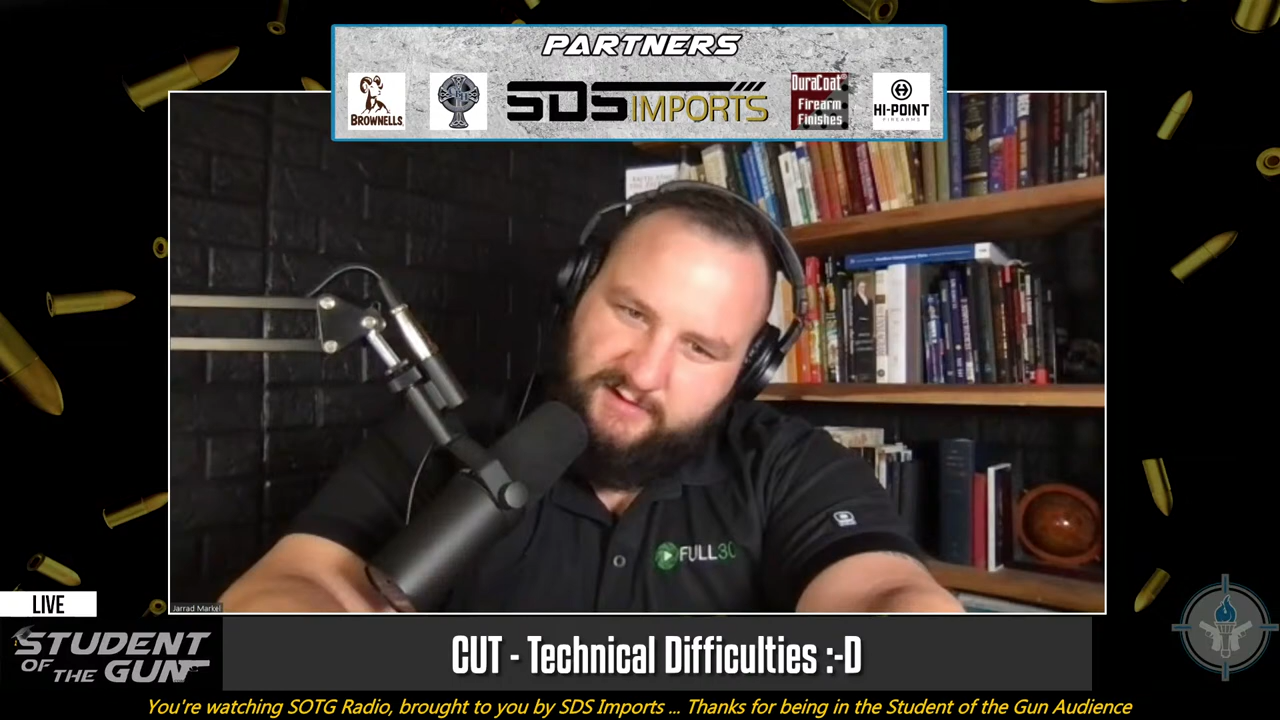 PARTNERS
BROWNELLS
SDS IMPORTS
DuraCoat®
Firearm
Finishes
HI-POINT
FIREARMS
FULL30
Jarrad Markel
LIVE
STUDENT
OF THE GUN
CUT - Technical Difficulties :-D
You're watching SOTG Radio, brought to you by SDS Imports ... Thanks for being in the Student of the Gun Audience